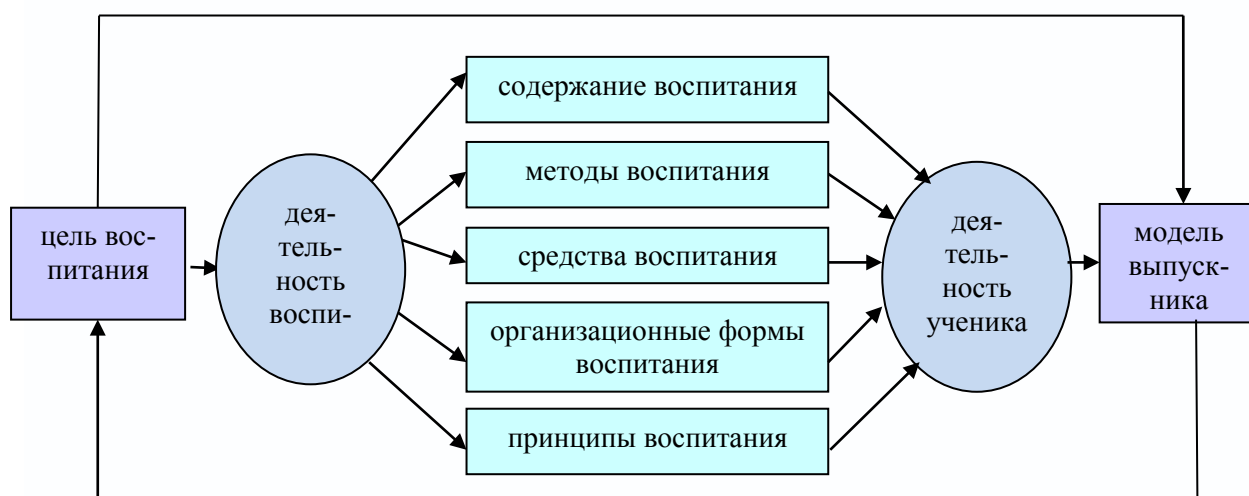 цель вос-
питания
дея-
тель-
ность
воспи-
содержание воспитания
методы воспитания
средства воспитания
организационные формы
воспитания
принципы воспитания
дея-
тель-
ность
ученика
модель
выпуск-
ника